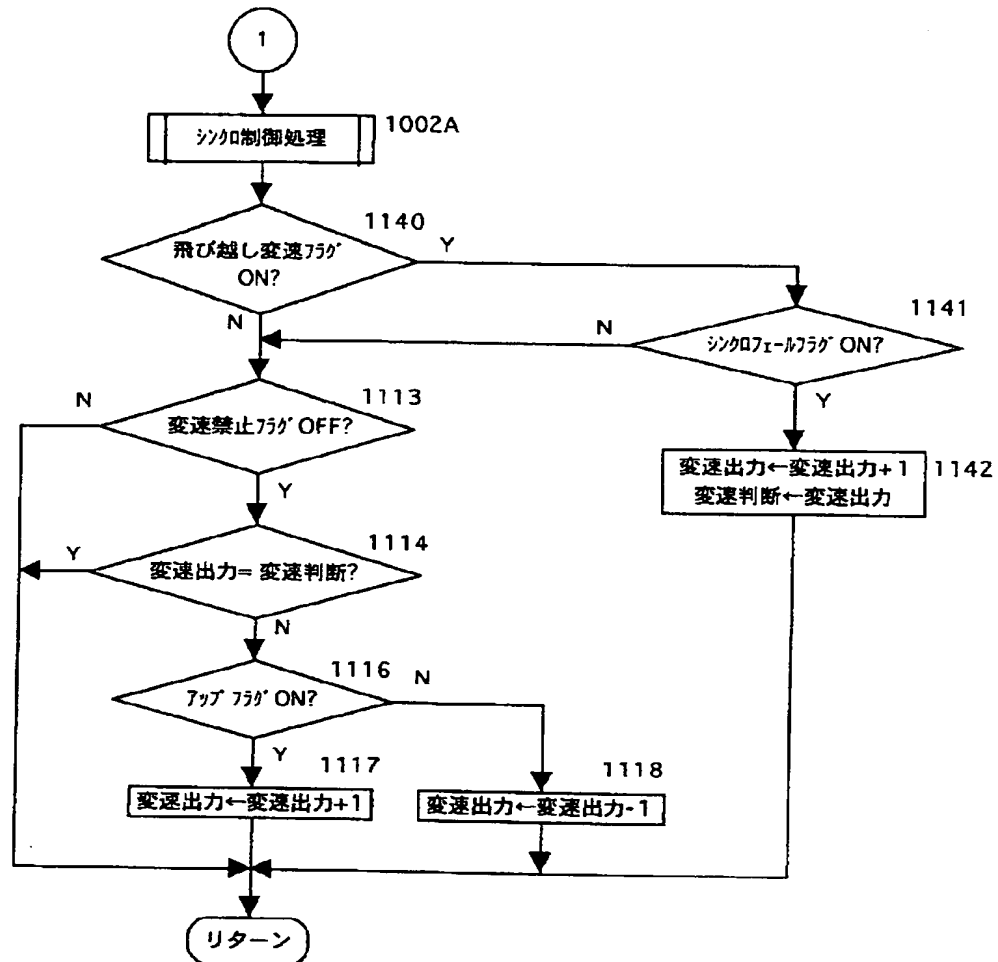 1
シンクロ制御処理
1002A
1140
飛び越し変速フラグ
ON?
Y
N
1141
シンクロフェールフラグ ON?
N
Y
1113
変速禁止フラグ OFF?
N
Y
変速出力←変速出力+1
変速判断←変速出力
1142
1114
変速出力= 変速判断?
Y
N
1116
アップ フラグ ON?
N
Y
1117
変速出力←変速出力+1
1118
変速出力←変速出力-1
リターン